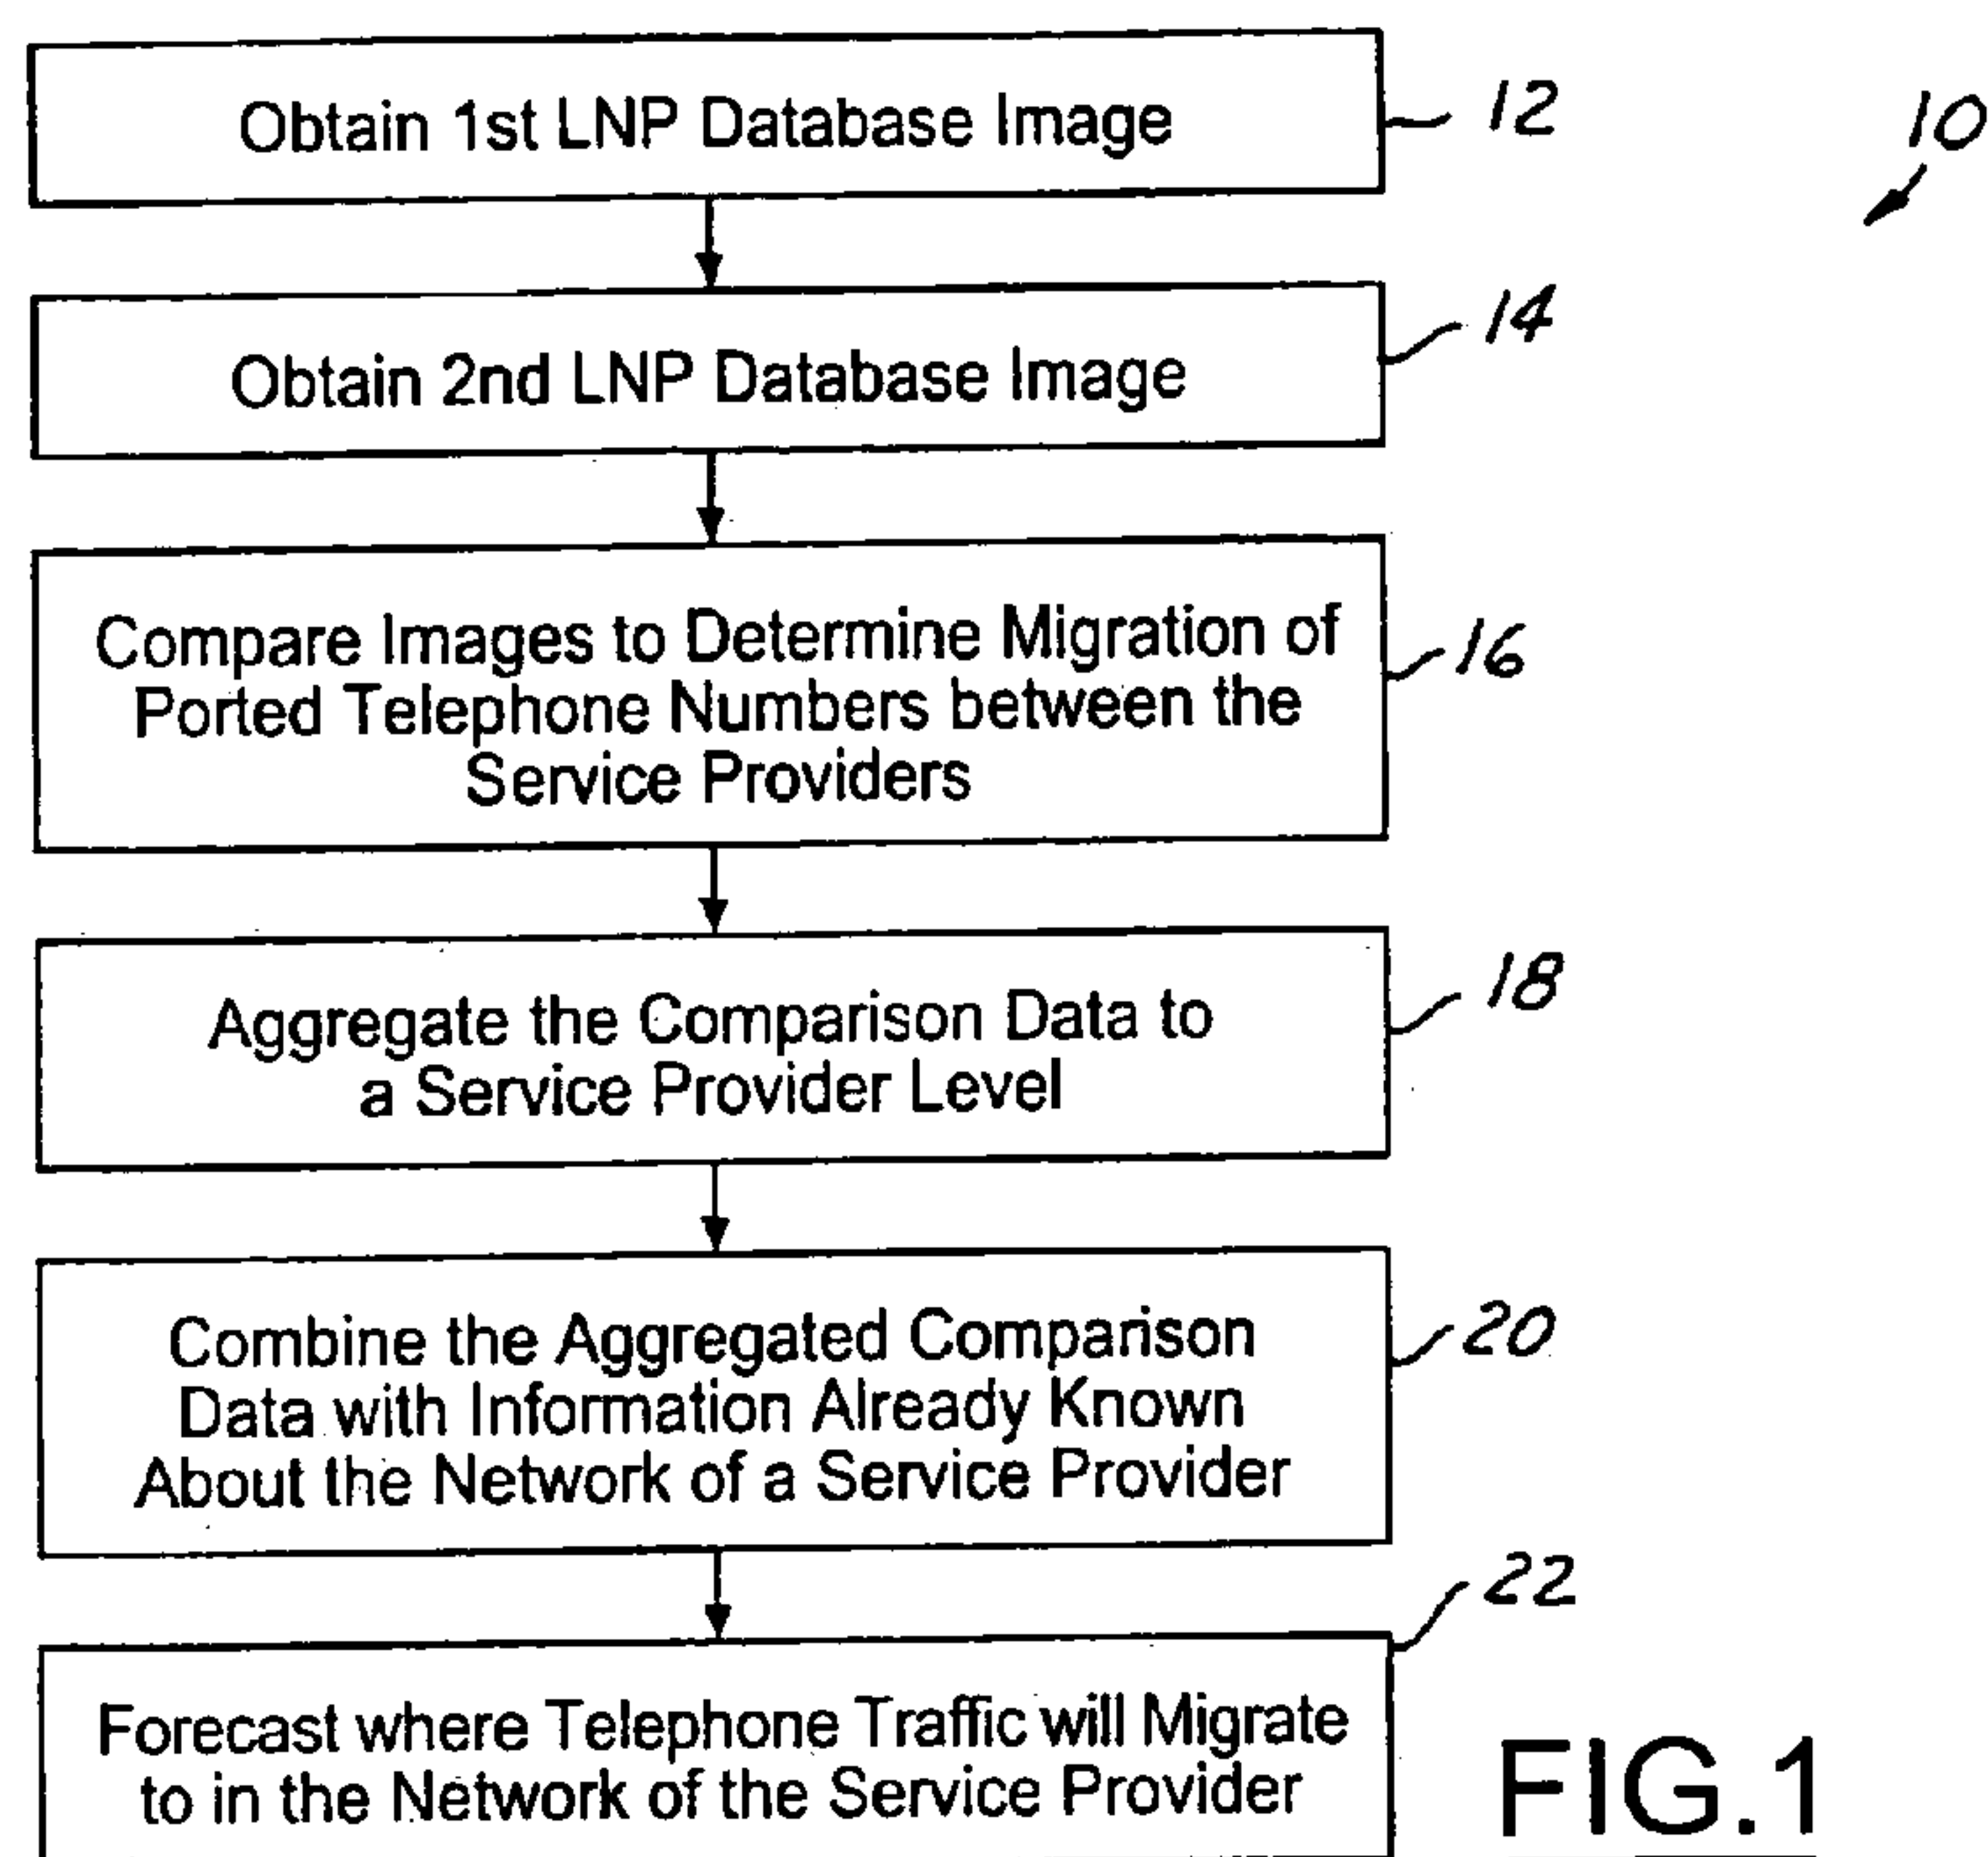 Obtain 1st LNP Database Image
12
10
Obtain 2nd LNP Database Image
14
Compare Images to Determine Migration of
Ported Telephone Numbers between the
Service Providers
16
Aggregate the Comparison Data to
a Service Provider Level
18
Combine the Aggregated Comparison
Data with Information Already Known
About the Network of a Service Provider
20
Forecast where Telephone Traffic will Migrate
to in the Network of the Service Provider
22
FIG.1